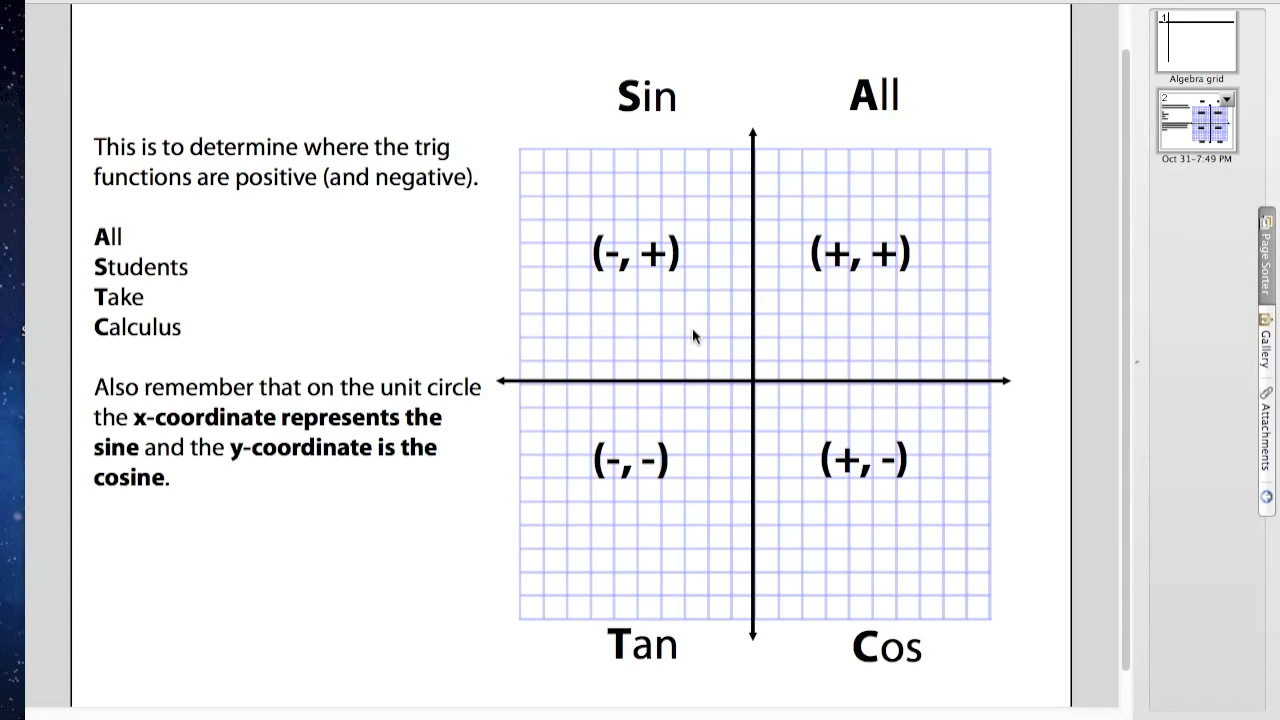 Sin
All
This is to determine where the trig
functions are positive (and negative).
All
Students
Take
Calculus
Also remember that on the unit circle
the x-coordinate represents the
sine and the y-coordinate is the
cosine.
(-, +)
(+, +)
(-, -)
(+, -)
Tan
Cos
1
Algebra grid
2
Oct 31-7:49 PM
Page Sorter
Gallery
Attachments